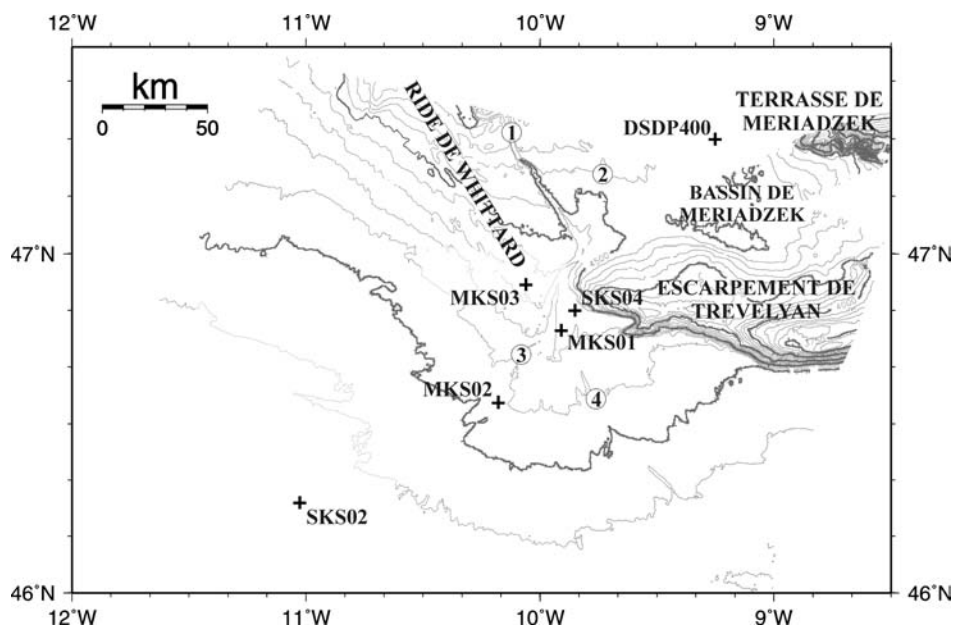 12˚W 11˚W 10˚W 9˚W
km
0 50
RIDE DE WHITTARD
1
TERRASSE DE
MERIADZEK
DSDP400
2
BASSIN DE
MERIADZEK
47˚N 47˚N
MKS03
SKS04
ESCARPEMENT DE
TREVELYAN
MKS01
3
MKS02
4
SKS02
46˚N 46˚N
12˚W 11˚W 10˚W 9˚W